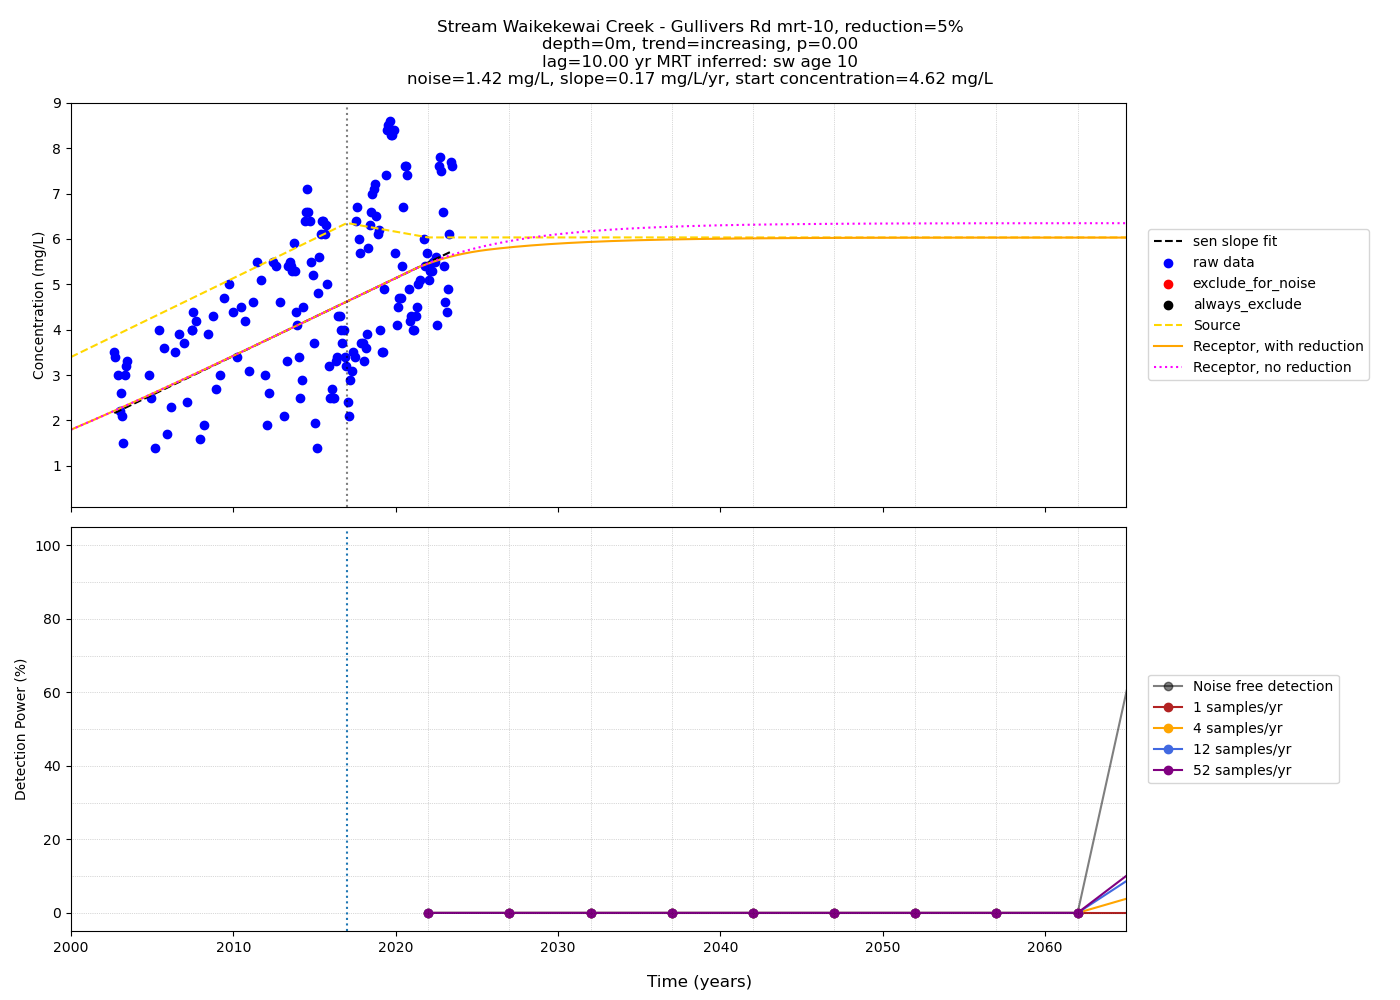 Stream Waikekewai Creek - Gullivers Rd mrt-10, reduction=5%
depth=0m, trend=increasing, p=0.00
lag=10.00 yr MRT inferred: sw age 10
noise=1.42 mg/L, slope=0.17 mg/L/yr, start concentration=4.62 mg/L
Concentration (mg/L)
9
8
7
6
5
4
3
2
1
sen slope fit
raw data
exclude_for_noise
always_exclude
Source
Receptor, with reduction
Receptor, no reduction
Detection Power (%)
100
80
60
40
20
0
Noise free detection
1 samples/yr
4 samples/yr
12 samples/yr
52 samples/yr
2000 2010 2020 2030 2040 2050 2060
Time (years)